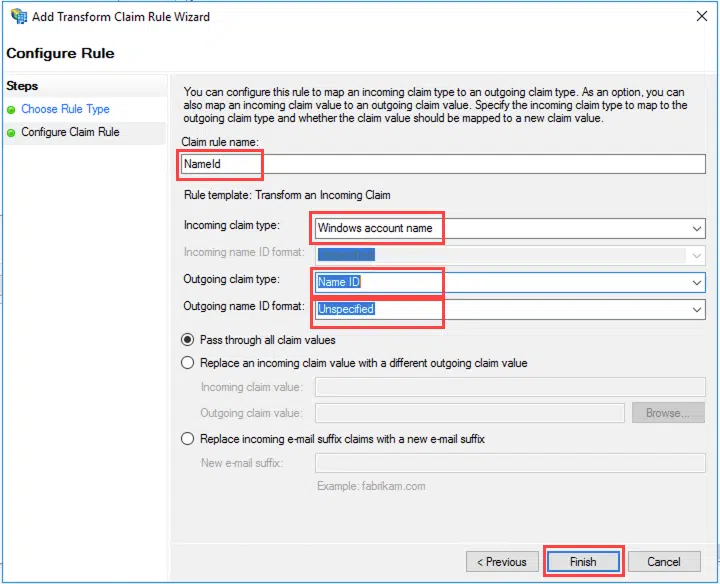 Add Transform Claim Rule Wizard
Configure Rule
Steps
Choose Rule Type
Configure Claim Rule
You can configure this rule to map an incoming claim type to an outgoing claim type. As an option, you can
also map an incoming claim value to an outgoing claim value. Specify the incoming claim type to map to the
outgoing claim type and whether the claim value should be mapped to a new claim value.
Claim rule name:
NameId
Rule template: Transform an Incoming Claim
Incoming claim type:
Windows account name
Incoming name ID format:
Outgoing claim type:
Name ID
Outgoing name ID format:
Unspecified
Pass through all claim values
Replace an incoming claim value with a different outgoing claim value
Incoming claim value:
Outgoing claim value:
Browse...
Replace incoming e-mail suffix claims with a new e-mail suffix
New e-mail suffix:
Example: fabrikam.com
< Previous
Finish
Cancel